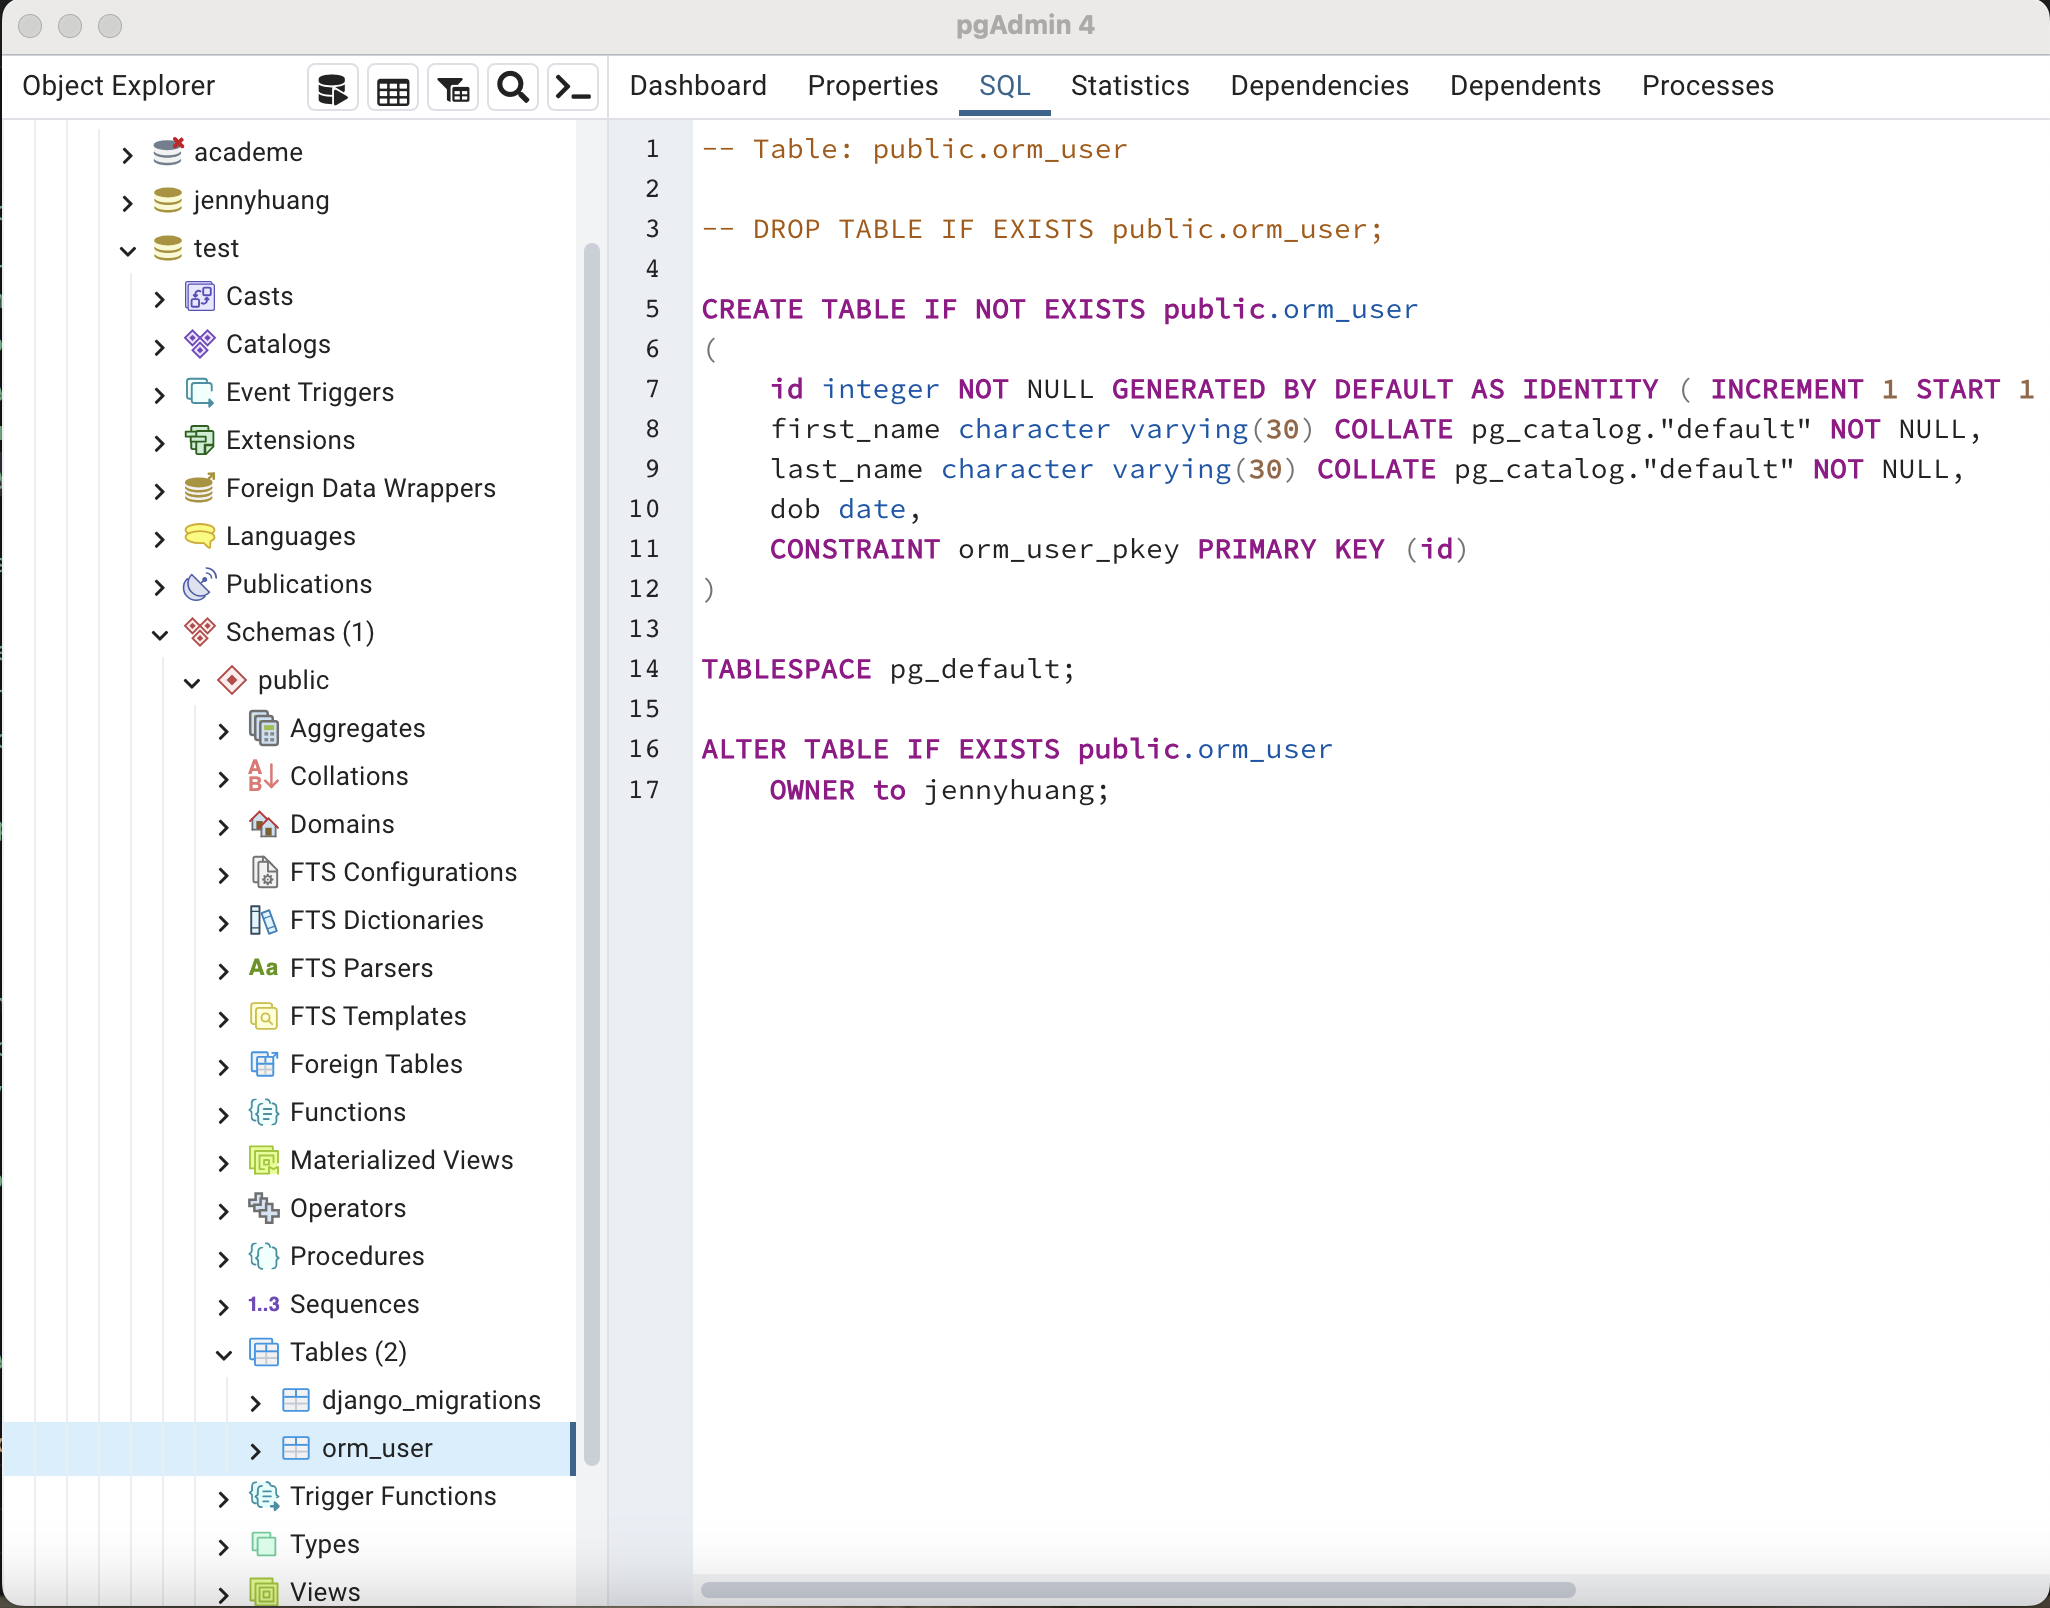 pgAdmin 4
Object Explorer
Dashboard Properties SQL Statistics Dependencies Dependents Processes
academe
jennyhuang
test
Casts
Catalogs
Event Triggers
Extensions
Foreign Data Wrappers
Languages
Publications
Schemas (1)
public
Aggregates
Collations
Domains
FTS Configurations
FTS Dictionaries
Aa FTS Parsers
FTS Templates
Foreign Tables
Functions
Materialized Views
Operators
Procedures
1..3 Sequences
Tables (2)
django_migrations
orm_user
Trigger Functions
Types
Views
1 -- Table: public.orm_user
2
3 -- DROP TABLE IF EXISTS public.orm_user;
4
5 CREATE TABLE IF NOT EXISTS public.orm_user
6 (
7 id integer NOT NULL GENERATED BY DEFAULT AS IDENTITY ( INCREMENT 1 START 1
8 first_name character varying(30) COLLATE pg_catalog."default" NOT NULL,
9 last_name character varying(30) COLLATE pg_catalog."default" NOT NULL,
10 dob date,
11 CONSTRAINT orm_user_pkey PRIMARY KEY (id)
12 )
13
14 TABLESPACE pg_default;
15
16 ALTER TABLE IF EXISTS public.orm_user
17 OWNER to jennyhuang;